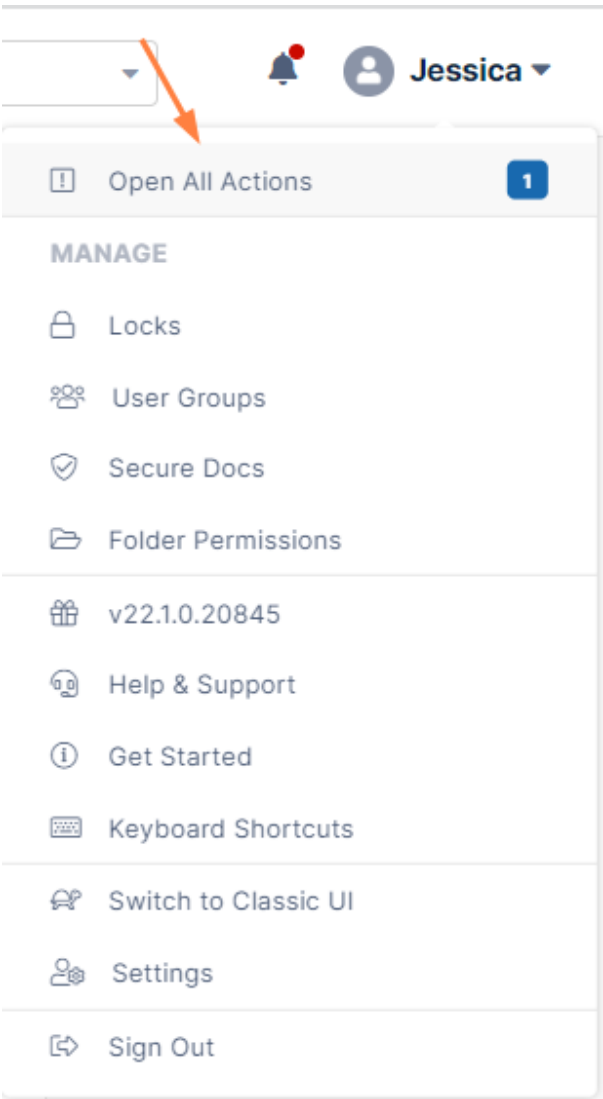 Jessica
Open All Actions 1
MANAGE
Locks
User Groups
Secure Docs
Folder Permissions
v22.1.0.20845
Help & Support
Get Started
Keyboard Shortcuts
Switch to Classic UI
Settings
Sign Out